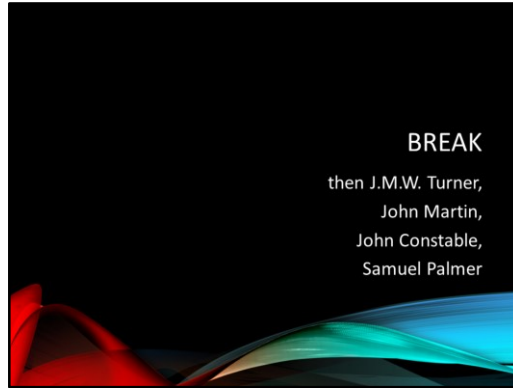 BREAK
then J.M.W. Turner,
John Martin,
John Constable,
Samuel Palmer